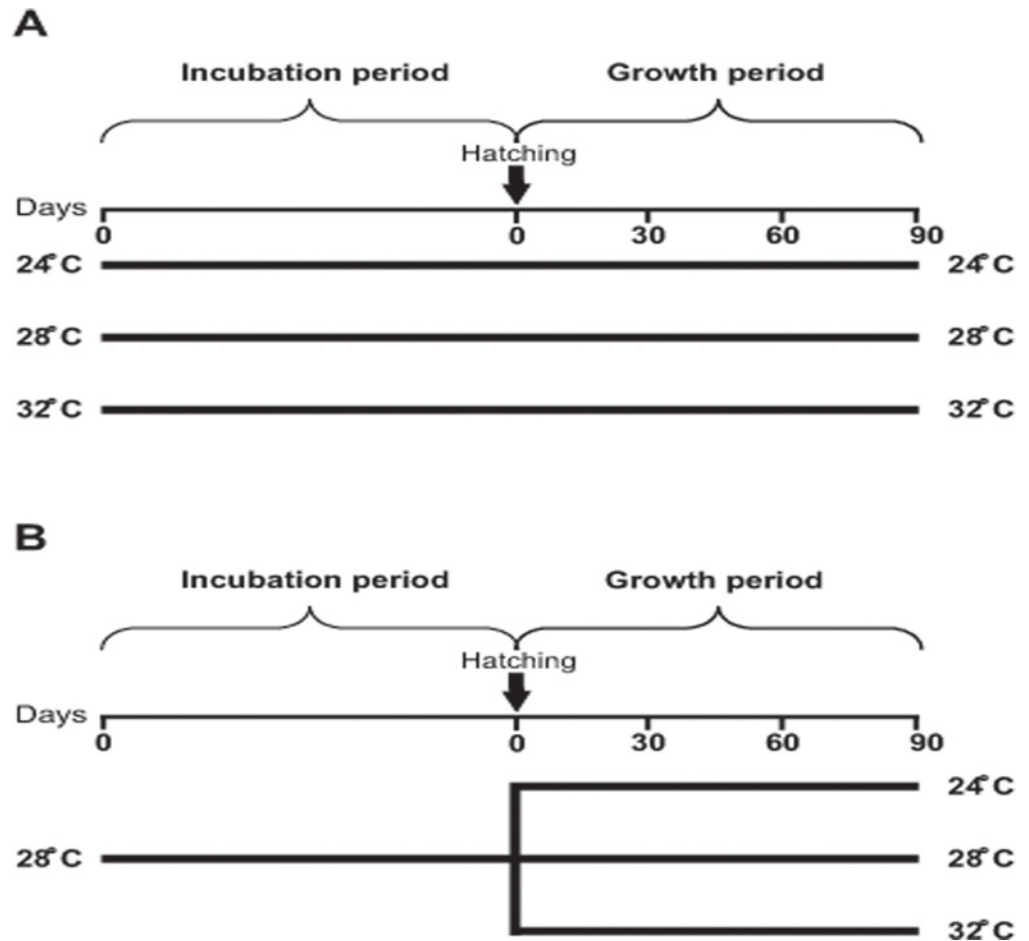 A
Incubation period Growth period
Hatching
Days
0 0 30 60 90
24°C 24°C
28°C 28°C
32°C 32°C
B
Incubation period Growth period
Hatching
Days
0 0 30 60 90
24°C
28°C 28°C
32°C